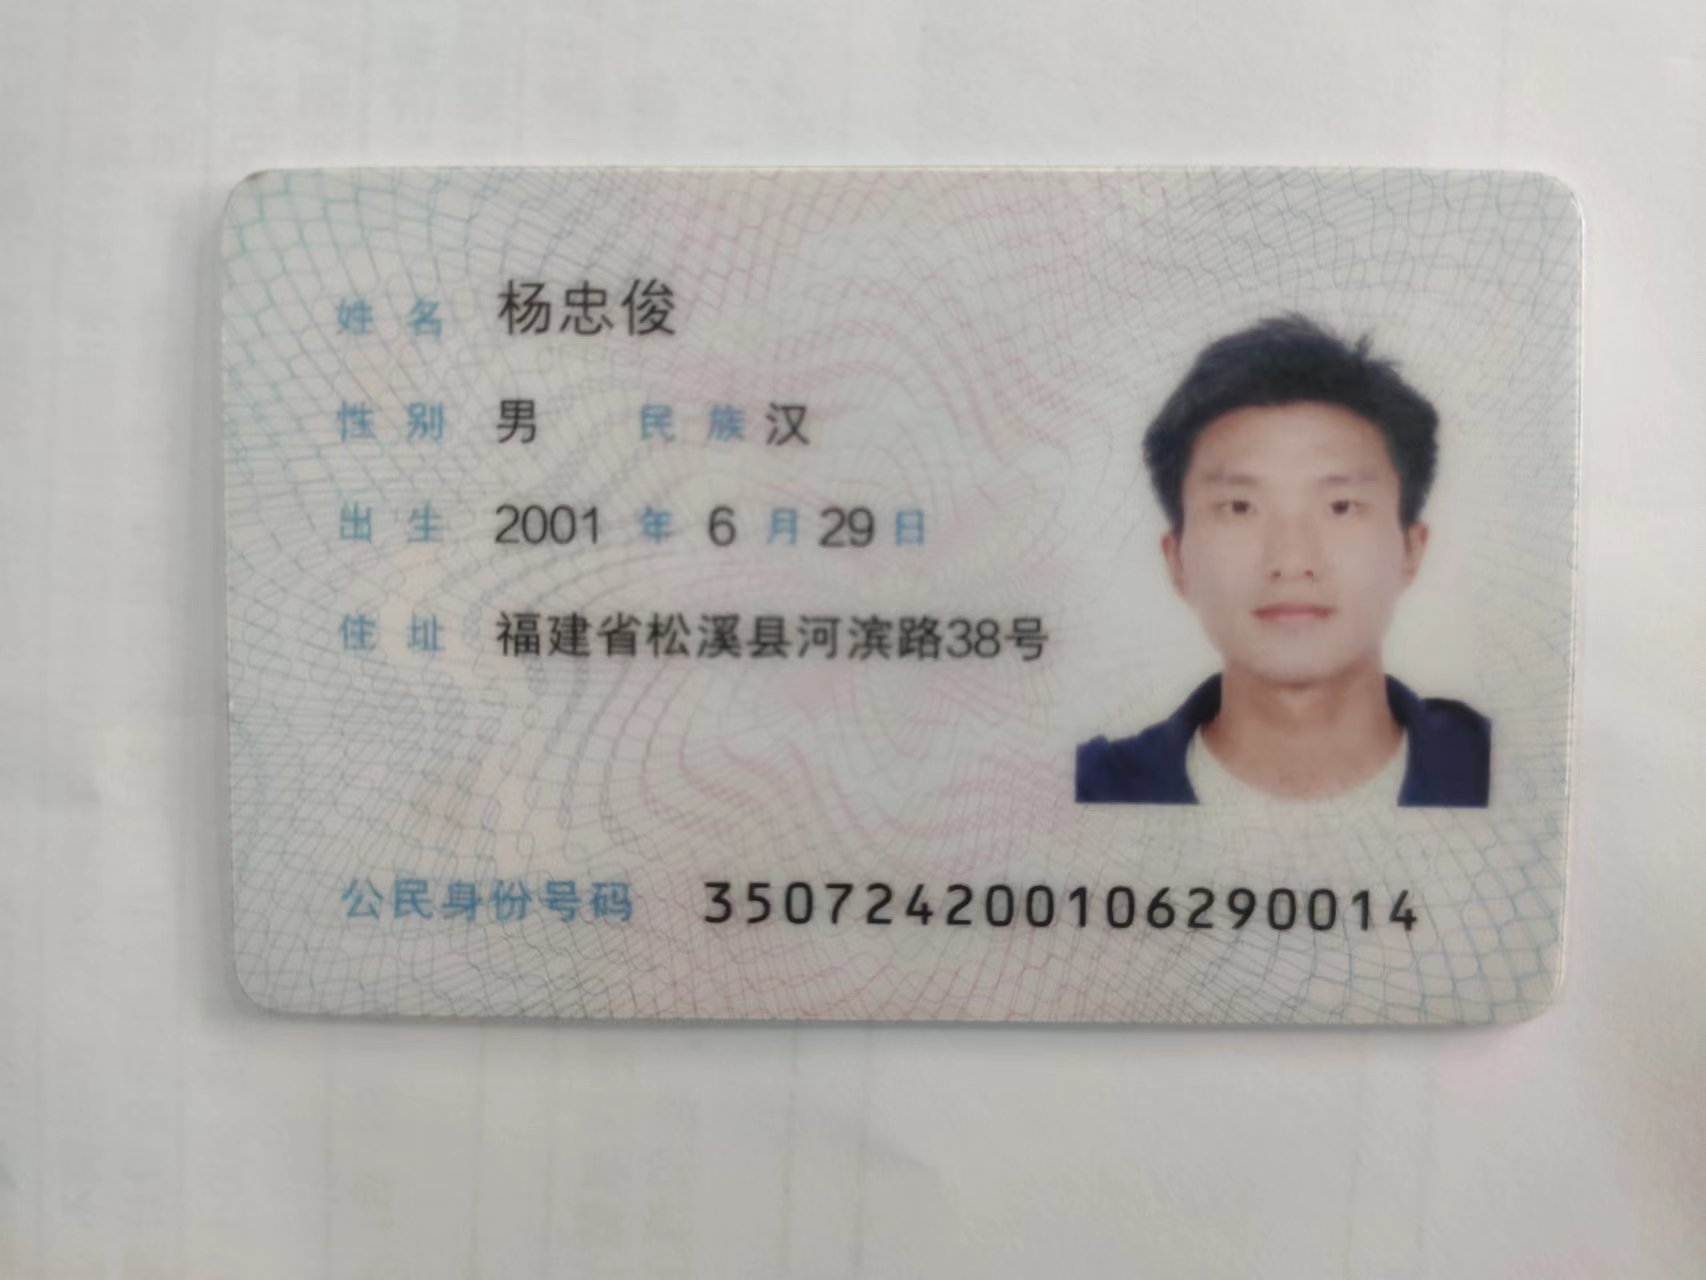 姓名 杨忠俊
性别 男 民族 汉
出生 2001 年 6 月 29 日
住址 福建省松溪县河滨路38号
公民身份号码 350724200106290014